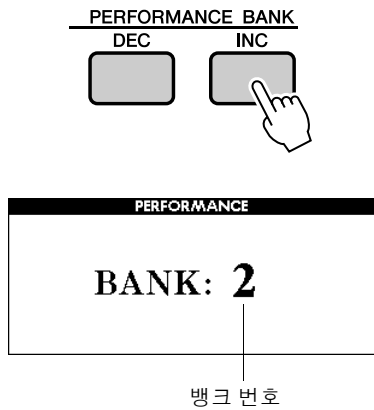 PERFORMANCE BANK
DEC INC
PERFORMANCE
BANK: 2
뱅크 번호